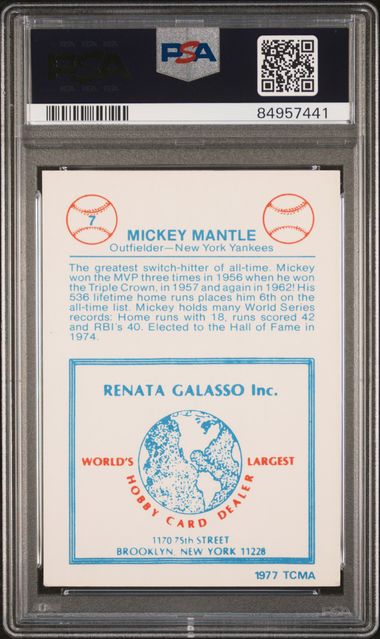 PSA
PSA
84957441
7
MICKEY MANTLE
Outfielder—New York Yankees
The greatest switch-hitter of all-time. Mickey
won the MVP three times in 1956 when he won
the Triple Crown, in 1957 and again in 1962! His
536 lifetime home runs places him 6th on the
all-time list. Mickey holds many World Series
records: Home runs with 18, runs scored 42
and RBI's 40. Elected to the Hall of Fame in
1974.
RENATA GALASSO Inc.
WORLD'S LARGEST
HOBBY CARD DEALER
1170 75th STREET
BROOKLYN, NEW YORK 11228
1977 TCMA